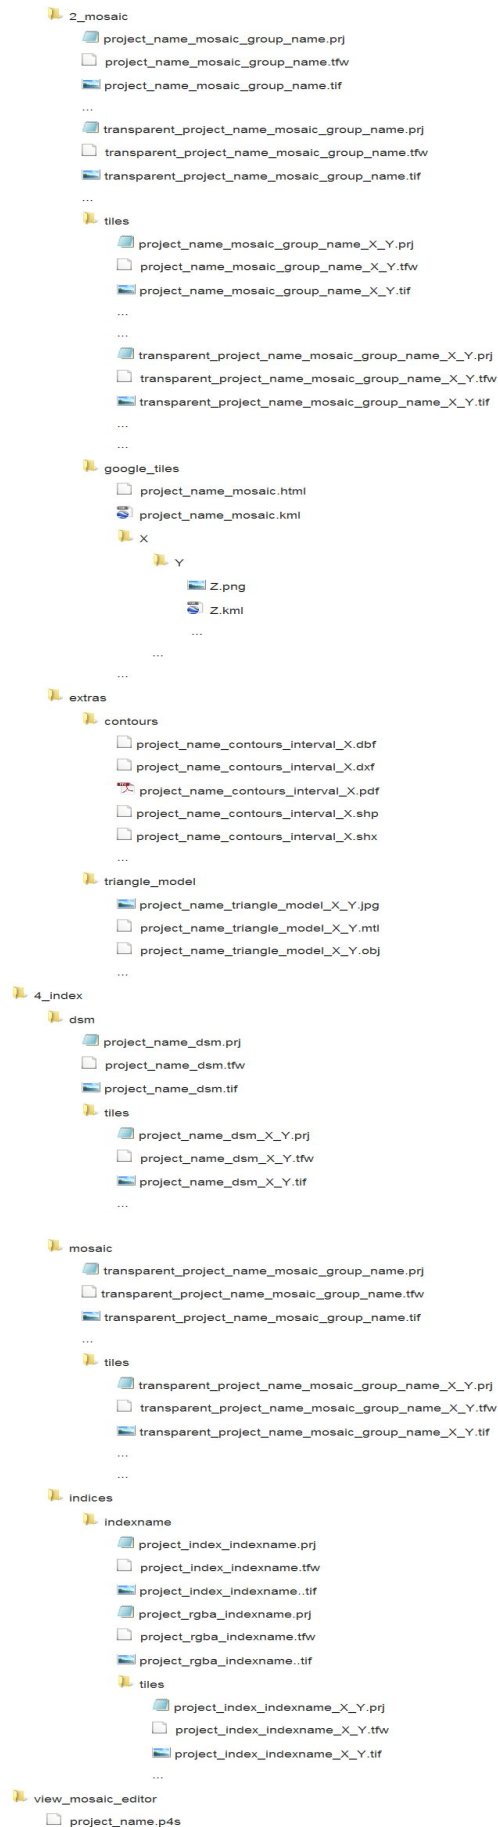 2_mosaic
project_name_mosaic_group_name.prj
project_name_mosaic_group_name.tfw
project_name_mosaic_group_name.tif
...
transparent_project_name_mosaic_group_name.prj
transparent_project_name_mosaic_group_name.tfw
transparent_project_name_mosaic_group_name.tif
...
tiles
project_name_mosaic_group_name_X_Y.prj
project_name_mosaic_group_name_X_Y.tfw
project_name_mosaic_group_name_X_Y.tif
...
...
transparent_project_name_mosaic_group_name_X_Y.prj
transparent_project_name_mosaic_group_name_X_Y.tfw
transparent_project_name_mosaic_group_name_X_Y.tif
...
...
google_tiles
project_name_mosaic.html
project_name_mosaic.kml
X
Y
Z.png
Z.kml
...
...
...
extras
contours
project_name_contours_interval_X.dbf
project_name_contours_interval_X.dxf
project_name_contours_interval_X.pdf
project_name_contours_interval_X.shp
project_name_contours_interval_X.shx
...
triangle_model
project_name_triangle_model_X_Y.jpg
project_name_triangle_model_X_Y.mtl
project_name_triangle_model_X_Y.obj
...
4_index
dsm
project_name_dsm.prj
project_name_dsm.tfw
project_name_dsm.tif
tiles
project_name_dsm_X_Y.prj
project_name_dsm_X_Y.tfw
project_name_dsm_X_Y.tif
...
mosaic
transparent_project_name_mosaic_group_name.prj
transparent_project_name_mosaic_group_name.tfw
transparent_project_name_mosaic_group_name.tif
...
tiles
transparent_project_name_mosaic_group_name_X_Y.prj
transparent_project_name_mosaic_group_name_X_Y.tfw
transparent_project_name_mosaic_group_name_X_Y.tif
...
...
indices
indexname
project_index_indexname.prj
project_index_indexname.tfw
project_index_indexname..tif
project_rgba_indexname.prj
project_rgba_indexname.tfw
project_rgba_indexname..tif
tiles
project_index_indexname_X_Y.prj
project_index_indexname_X_Y.tfw
project_index_indexname_X_Y.tif
...
view_mosaic_editor
project_name.p4s